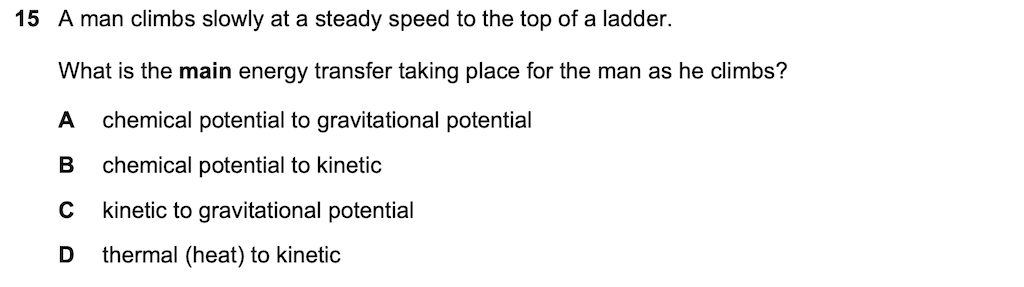 15 A man climbs slowly at a steady speed to the top of a ladder.
What is the main energy transfer taking place for the man as he climbs?
A chemical potential to gravitational potential
B chemical potential to kinetic
C kinetic to gravitational potential
D thermal (heat) to kinetic